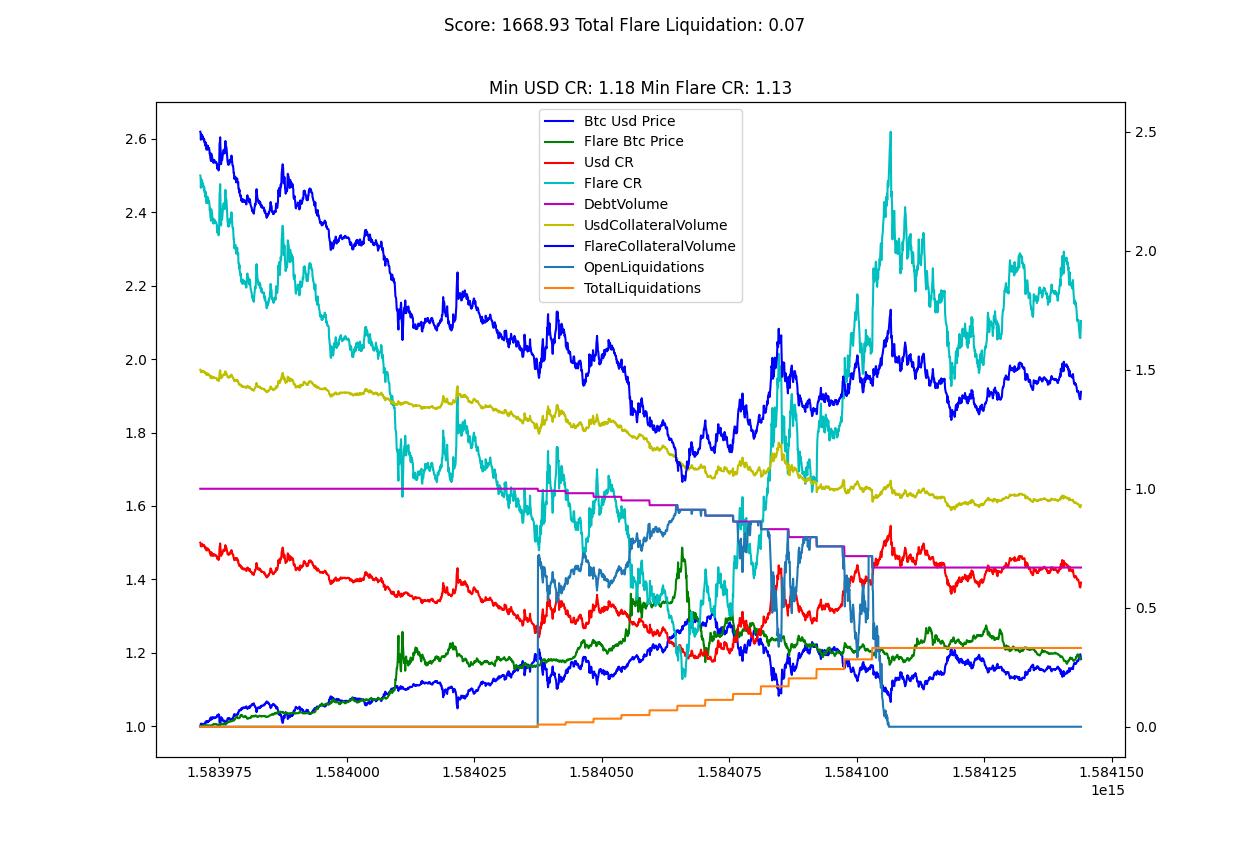 Score: 1668.93 Total Flare Liquidation: 0.07
Min USD CR: 1.18 Min Flare CR: 1.13
Btc Usd Price
Flare Btc Price
Usd CR
Flare CR
DebtVolume
UsdCollateralVolume
FlareCollateralVolume
OpenLiquidations
TotalLiquidations
2.6
2.4
2.2
2.0
1.8
1.6
1.4
1.2
1.0
2.5
2.0
1.5
1.0
0.5
0.0
1.583975 1.584000 1.584025 1.584050 1.584075 1.584100 1.584125 1.584150
1e15